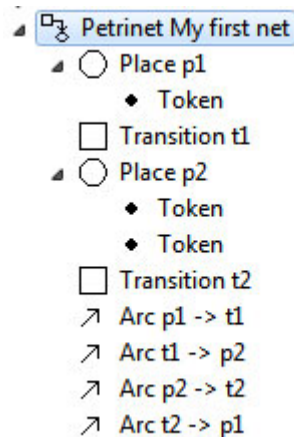 Petrinet My first net
Place p1
Token
Transition t1
Place p2
Token
Token
Transition t2
Arc p1 -> t1
Arc t1 -> p2
Arc p2 -> t2
Arc t2 -> p1